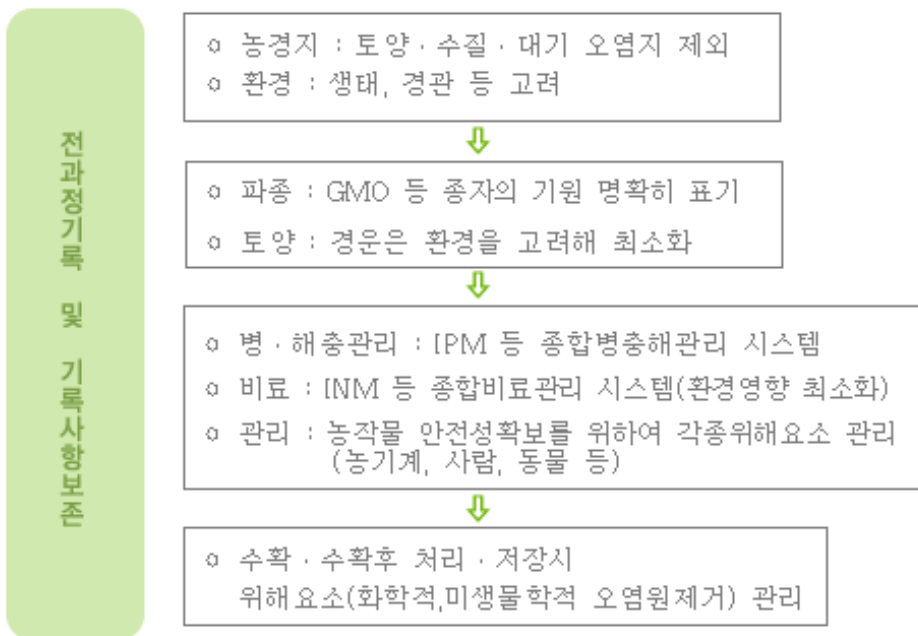 전과정기록 및 기록사항보존
o 농경지 : 토양·수질·대기 오염지 제외
o 환경 : 생태, 경관 등 고려
o 파종 : GMO 등 종자의 기원 명확히 표기
o 토양 : 경운은 환경을 고려해 최소화
o 병·해충관리 : IPM 등 종합병충해관리 시스템
o 비료 : INM 등 종합비료관리 시스템(환경영향 최소화)
o 관리 : 농작물 안전성확보를 위하여 각종위해요소 관리
(농기계, 사람, 동물 등)
o 수확·수확후 처리·저장시
위해요소(화학적,미생물학적 오염원제거) 관리